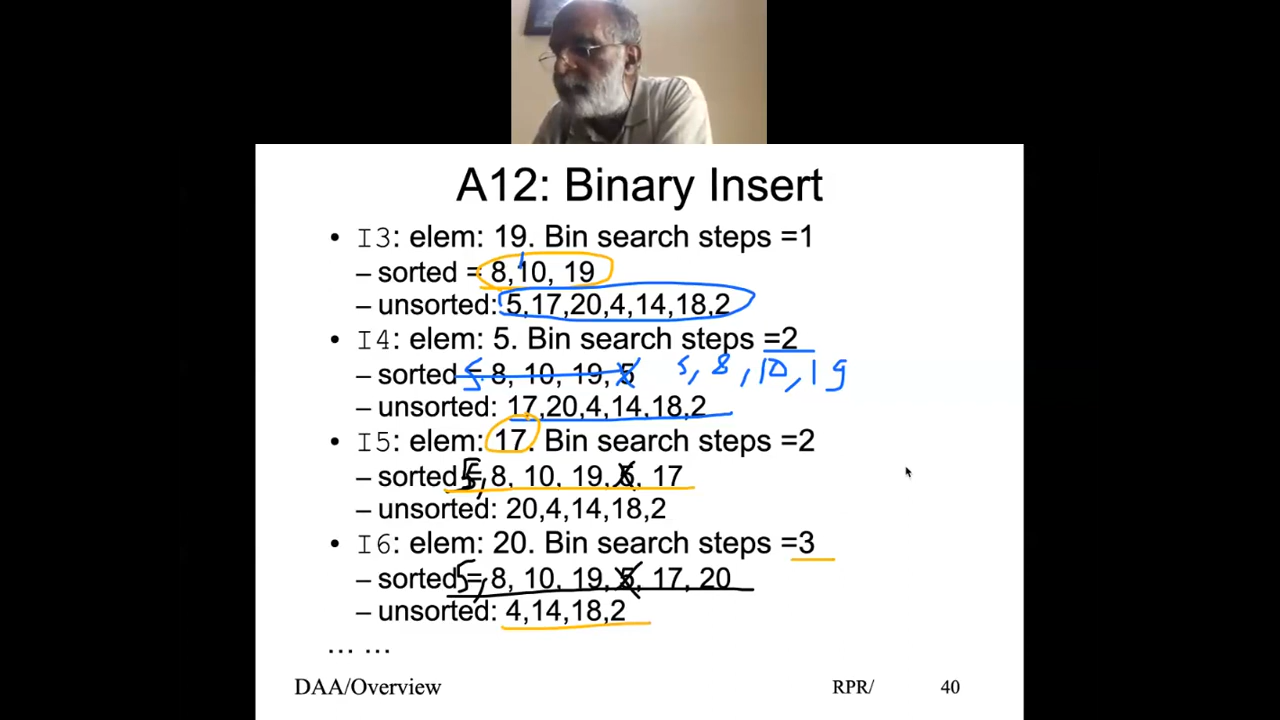 A12: Binary Insert
• I3: elem: 19. Bin search steps =1
– sorted = 8,10, 19
– unsorted: 5,17,20,4,14,18,2
• I4: elem: 5. Bin search steps =2
– sorted 5. 8, 10, 19, 5 5, 8, 10, 19
– unsorted: 17,20,4,14,18,2
• I5: elem: 17. Bin search steps =2
– sorted = 5, 8, 10, 19, 5, 17
– unsorted: 20,4,14,18,2
• I6: elem: 20. Bin search steps =3
– sorted = 5, 8, 10, 19, 5, 17, 20
– unsorted: 4,14,18,2
... ...
DAA/Overview RPR/ 40